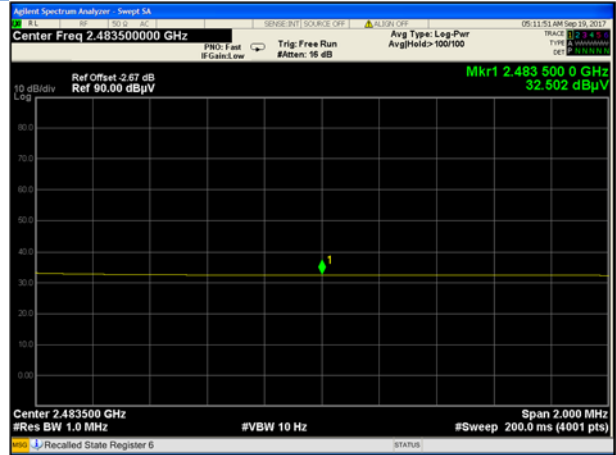 Agilent Spectrum Analyzer - Swept SA
RL RF 50 Ω AC SENSE:INT SOURCE OFF ALIGN OFF 05:11:51 AM Sep 19, 2017
Center Freq 2.483500000 GHz
PNO: Fast
IFGain:Low
Trig: Free Run
#Atten: 16 dB
Avg Type: Log-Pwr
Avg|Hold:>100/100
TRACE 1 2 3 4 5 6
TYPE A WWWWW
DET P N N N N N
Ref Offset -2.67 dB
Ref 90.00 dBµV
10 dB/div
Log
Mkr1 2.483 500 0 GHz
32.502 dBµV
80.0
70.0
60.0
50.0
40.0
30.0
20.0
10.0
0.00
1
Center 2.483500 GHz
#Res BW 1.0 MHz
#VBW 10 Hz
Span 2.000 MHz
#Sweep 200.0 ms (4001 pts)
MSG Recalled State Register 6
STATUS